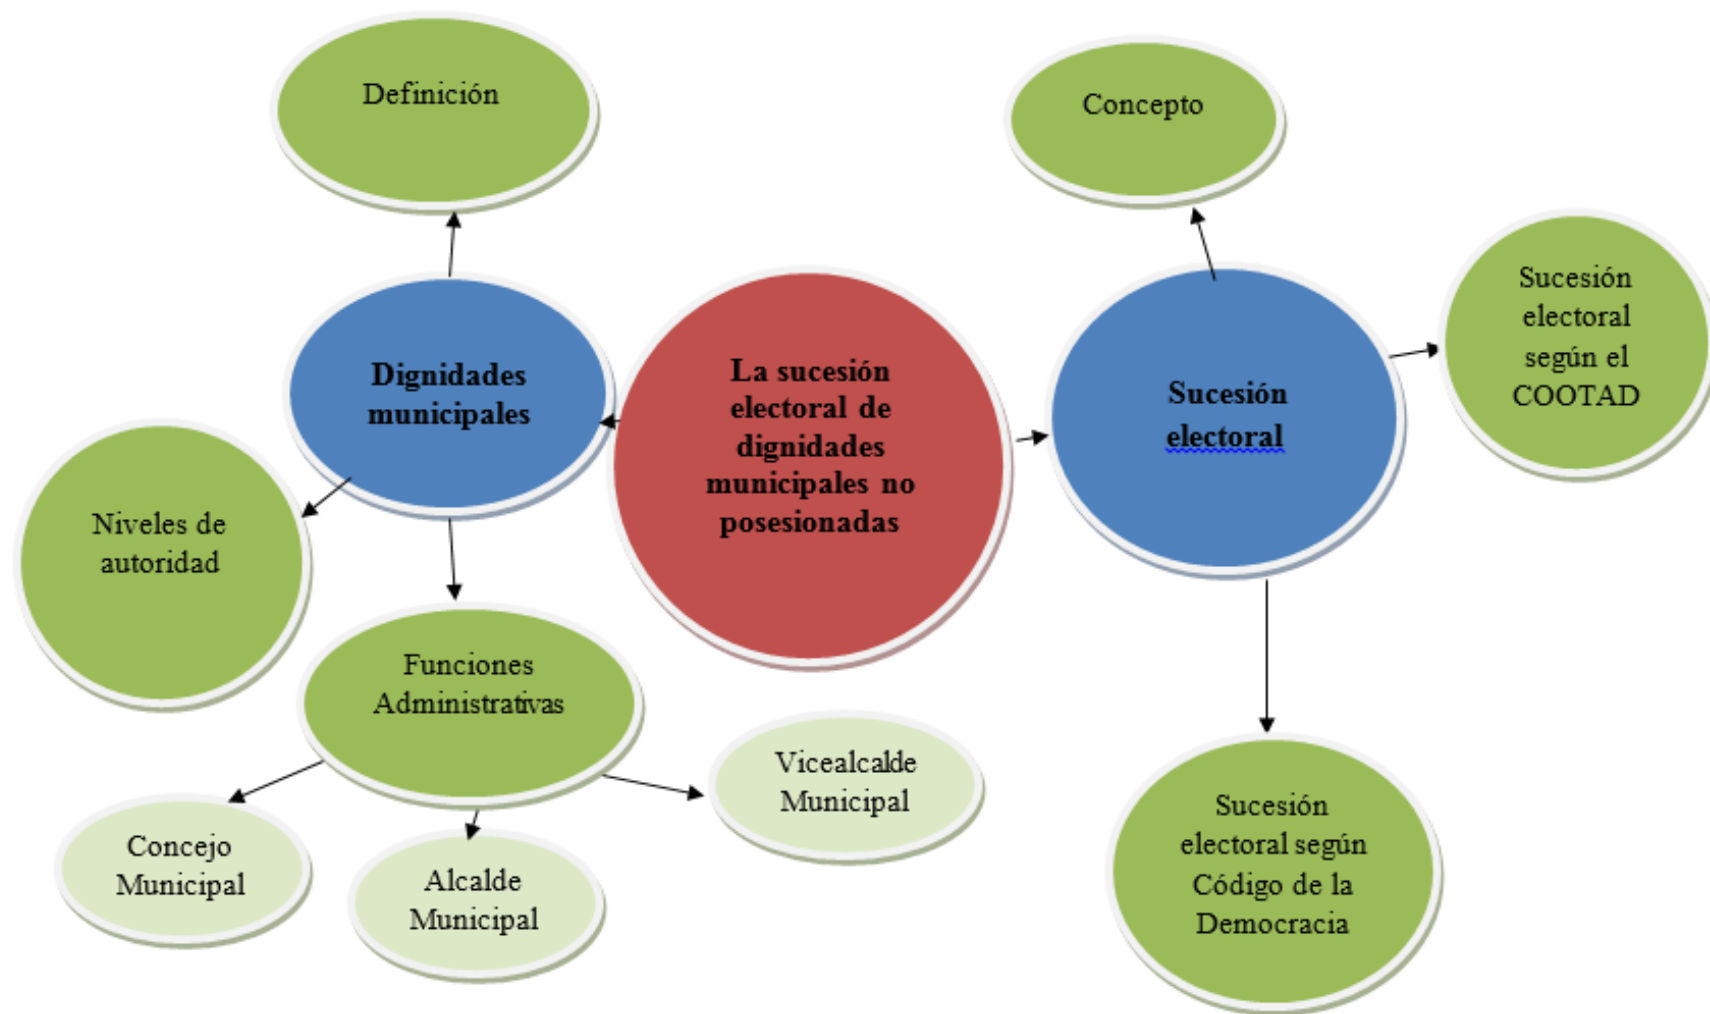 Definición
Concepto
Sucesión
electoral
según el
COOTAD
Dignidades
municipales
La sucesión
electoral de
dignidades
municipales no
posesionadas
Sucesión
electoral
Niveles de
autoridad
Funciones
Administrativas
Vicealcalde
Municipal
Concejo
Municipal
Alcalde
Municipal
Sucesión
electoral según
Código de la
Democracia